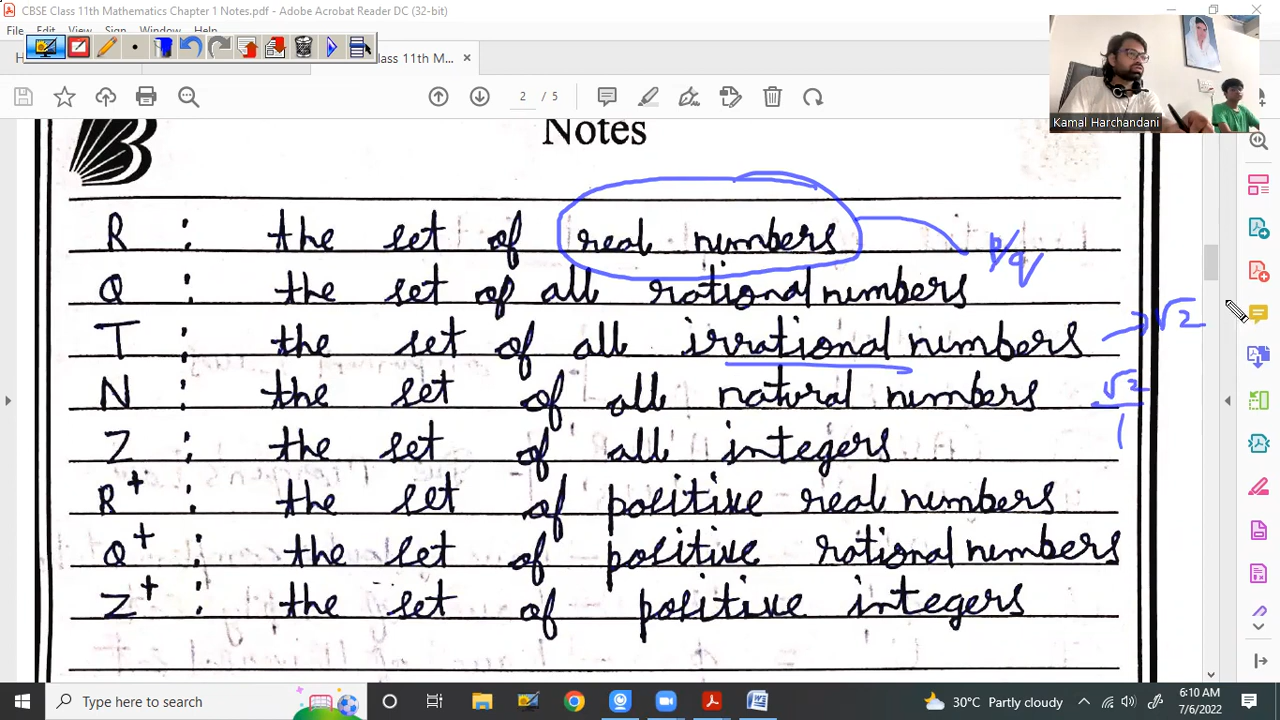 CBSE Class 11th Mathematics Chapter 1 Notes.pdf - Adobe Acrobat Reader DC (32-bit)
File Edit View Sign Window Help
H
lass 11th M... ×
2 / 5
Kamal Harchandani
Notes
R : the set of real numbers p/q
Q : the set of all rational numbers
T : the set of all irrational numbers → √2
N : the set of all natural numbers √2
Z : the set of all integers 1
R+ : the set of positive real numbers
Q+ : the set of positive rational numbers
Z+ : the set of positive integers
Type here to search
30°C Partly cloudy
6:10 AM
7/6/2022